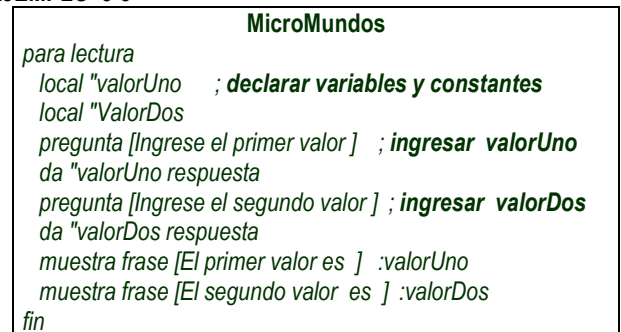 MicroMundos
para lectura
local "valorUno ; declarar variables y constantes
local "ValorDos
pregunta [Ingrese el primer valor ] ; ingresar valorUno
da "valorUno respuesta
pregunta [Ingrese el segundo valor ] ; ingresar valorDos
da "valorDos respuesta
muestra frase [El primer valor es ] :valorUno
muestra frase [El segundo valor es ] :valorDos
fin